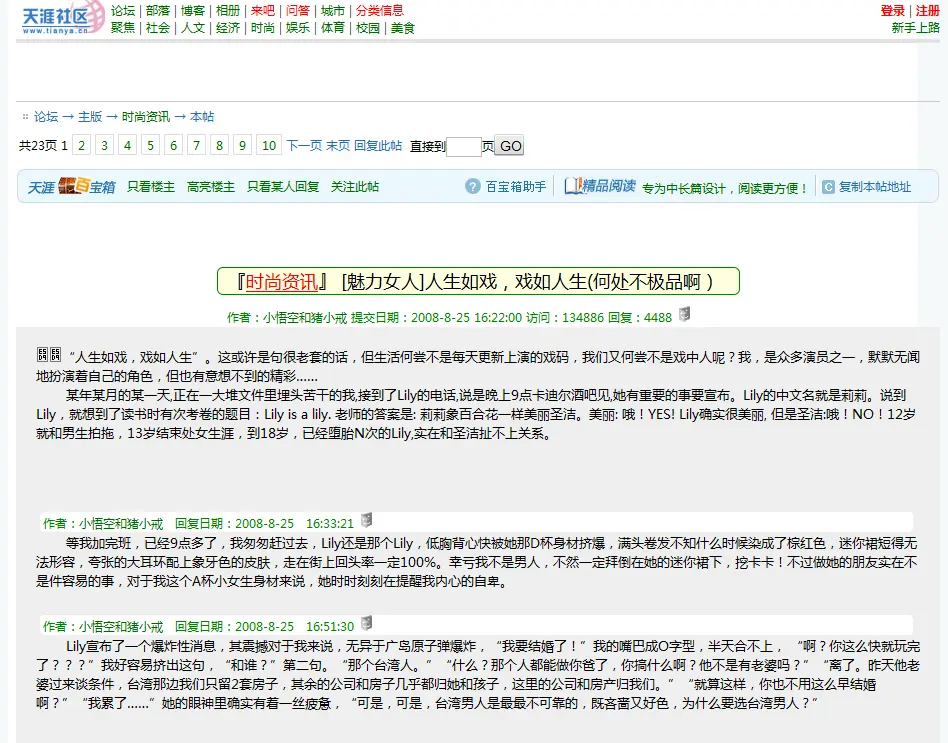 天涯社区 论坛 | 部落 | 博客 | 相册 | 来吧 | 问答 | 城市 | 分类信息 登录 | 注册
www.tianya.cn 聚焦 | 社会 | 人文 | 经济 | 时尚 | 娱乐 | 体育 | 校园 | 美食 新手上路
论坛 → 主版 → 时尚资讯 → 本帖
共23页 1 2 3 4 5 6 7 8 9 10 下一页 末页 回复此帖 直接到 页 GO
天涯 百宝箱 只看楼主 高亮楼主 只看某人回复 关注此帖 ? 百宝箱助手 精品阅读 专为中长篇设计，阅读更方便！ C 复制本帖地址
『时尚资讯』 [魅力女人]人生如戏，戏如人生(何处不极品啊 )
作者：小悟空和猪小戒 提交日期：2008-8-25 16:22:00 访问：134886 回复：4488
“人生如戏，戏如人生”。这或许是句很老套的话，但生活何尝不是每天更新上演的戏码，我们又何尝不是戏中人呢？我，是众多演员之一，默默无闻
地扮演着自己的角色，但也有意想不到的精彩......
某年某月的某一天,正在一大堆文件里埋头苦干的我,接到了Lily的电话,说是晚上9点卡迪尔酒吧见,她有重要的事要宣布。Lily的中文名就是莉莉。说到
Lily，就想到了读书时有次考卷的题目：Lily is a lily. 老师的答案是: 莉莉象百合花一样美丽圣洁。美丽: 哦！YES! Lily确实很美丽, 但是圣洁:哦！NO！12岁
就和男生拍拖，13岁结束处女生涯，到18岁，已经堕胎N次的Lily,实在和圣洁扯不上关系。
作者：小悟空和猪小戒 回复日期：2008-8-25 16:33:21
等我加完班，已经9点多了，我匆匆赶过去，Lily还是那个Lily，低胸背心快被她那D杯身材挤爆，满头卷发不知什么时候染成了棕红色，迷你裙短得无
法形容，夸张的大耳环配上象牙色的皮肤，走在街上回头率一定100%。幸亏我不是男人，不然一定拜倒在她的迷你裙下，挖卡卡！不过做她的朋友实在不
是件容易的事，对于我这个A杯小女生身材来说，她时时刻刻在提醒我内心的自卑。
作者：小悟空和猪小戒 回复日期：2008-8-25 16:51:30
Lily宣布了一个爆炸性消息，其震撼对于我来说，无异于广岛原子弹爆炸，“我要结婚了！”我的嘴巴成O字型，半天合不上， “啊？你这么快就玩完
了？？？”我好容易挤出这句，“和谁？”第二句。“那个台湾人。” “什么？那个人都能做你爸了，你搞什么啊？他不是有老婆吗？” “离了。昨天他老
婆过来谈条件，台湾那边我们只留2套房子，其余的公司和房子几乎都归她和孩子，这里的公司和房产归我们。” “就算这样，你也不用这么早结婚
啊？” “我累了......”她的眼神里确实有着一丝疲惫，“可是，可是，台湾男人是最最不可靠的，既吝啬又好色，为什么要选台湾男人？”